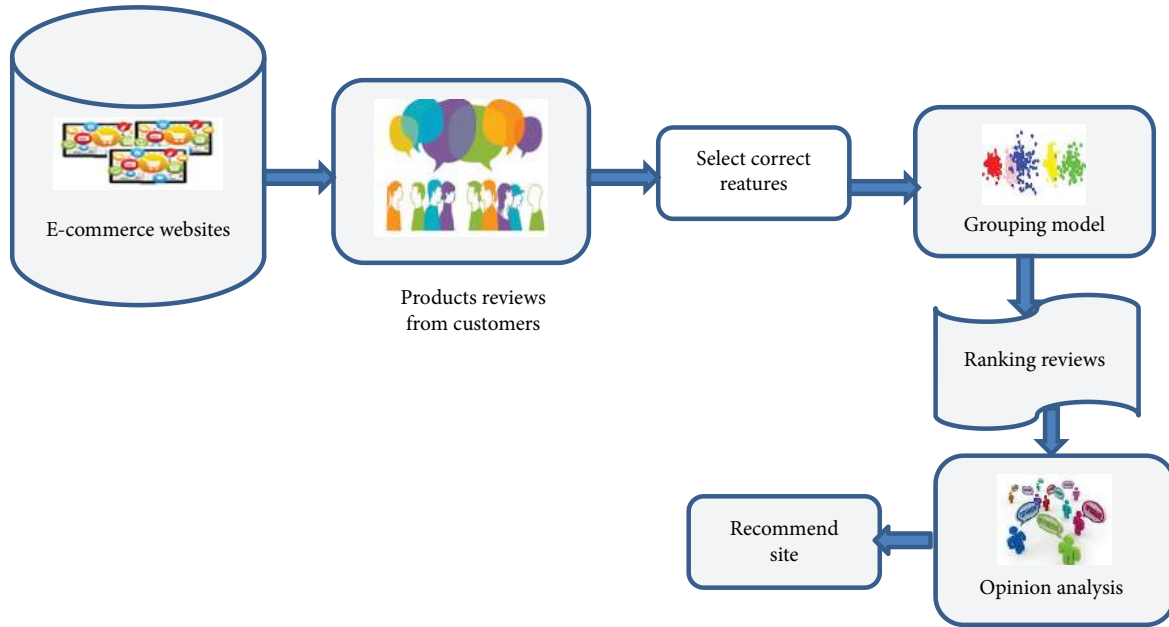 E-commerce websites
Products reviews
from customers
Select correct
reatures
Grouping model
Ranking reviews
Opinion analysis
Recommend
site